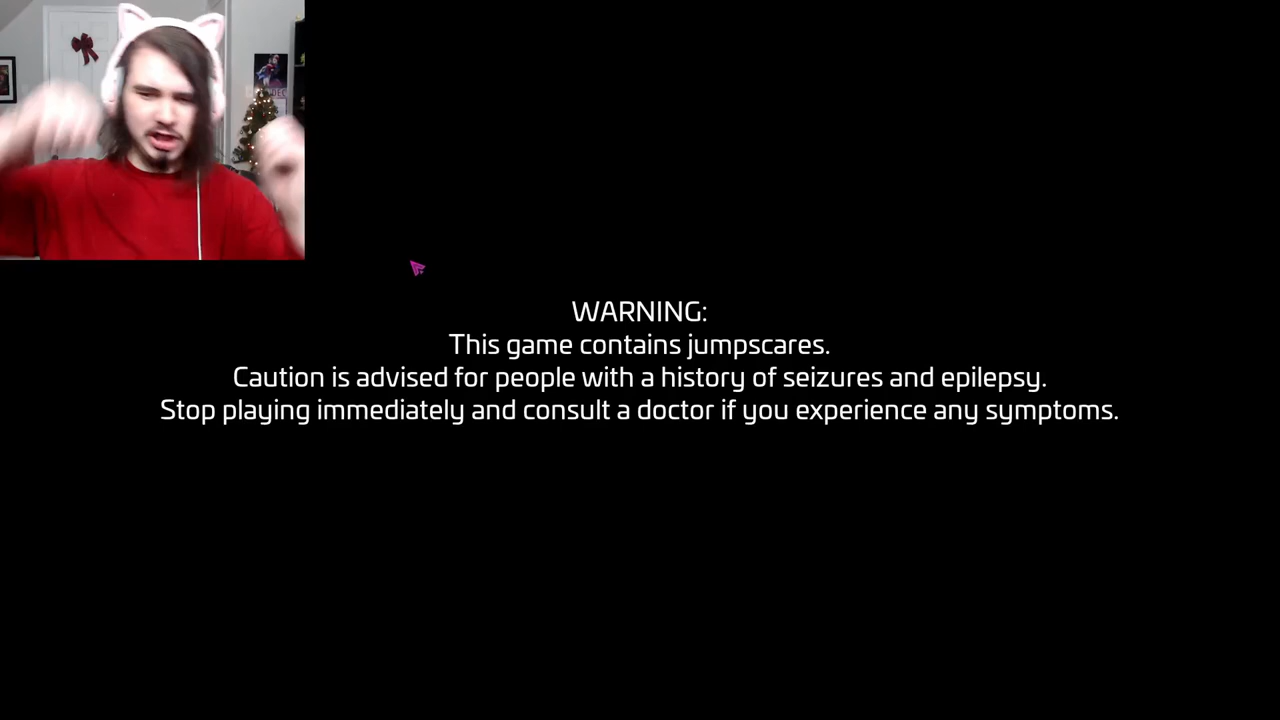 WARNING:
This game contains jumpscares.
Caution is advised for people with a history of seizures and epilepsy.
Stop playing immediately and consult a doctor if you experience any symptoms.